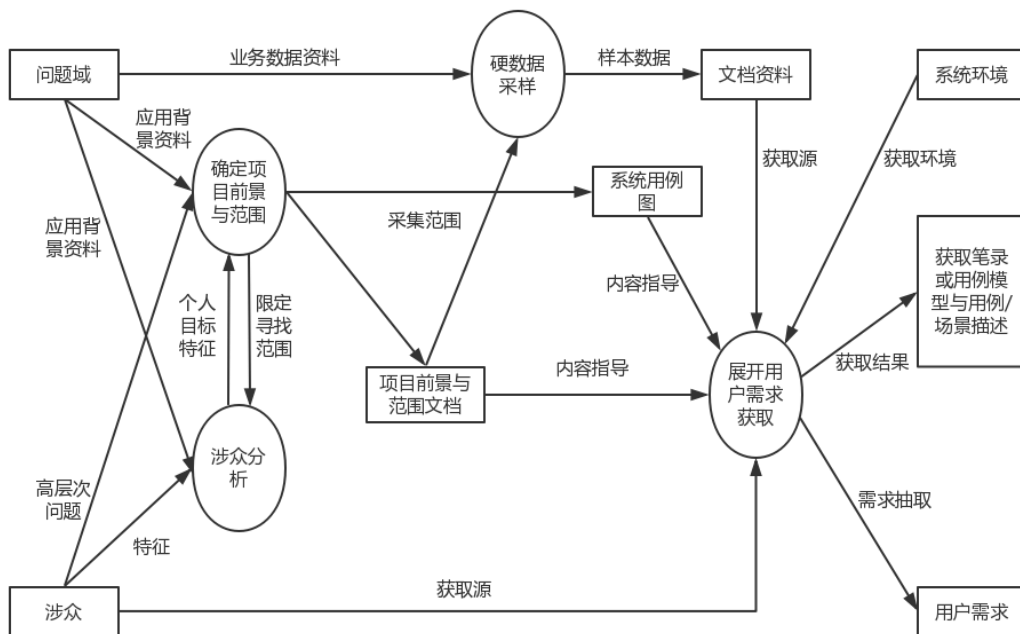 问题域
业务数据资料
硬数据
采样
样本数据
文档资料
系统环境
应用背
景资料
确定项
目前景
与范围
获取源
获取环境
系统用例
图
采集范围
应用背
景资料
获取笔录
或用例模
型与用例/
场景描述
内容指导
个人
目标
特征
限定
寻找
范围
项目前景与
范围文档
内容指导
展开用
户需求
获取
获取结果
涉众分
析
高层次
问题
特征
需求抽取
获取源
涉众
用户需求